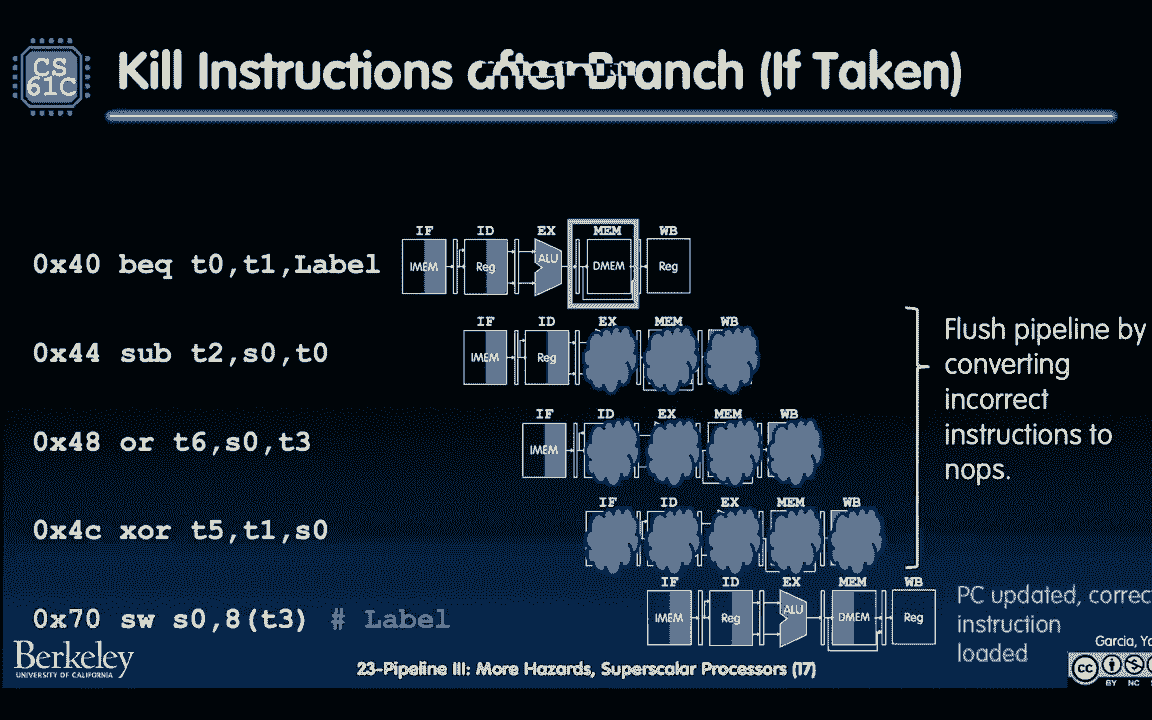 CS
61C
Kill Instructions after Branch (If Taken)
IF ID EX MEM WB
0x40 beq t0,t1,Label
IMEM Reg ALU DMEM Reg
IF ID EX MEM WB
0x44 sub t2,s0,t0
IMEM Reg
IF ID EX MEM WB
0x48 or t6,s0,t3
IMEM
IF ID EX MEM WB
0x4c xor t5,t1,s0
Flush pipeline by
converting
incorrect
instructions to
nops.
IF ID EX MEM WB
0x70 sw s0,8(t3) # Label
IMEM Reg ALU DMEM Reg
PC updated, correc
instruction
loaded
Berkeley
UNIVERSITY OF CALIFORNIA
23-Pipeline III: More Hazards, Superscalar Processors (17)
Garcia,
cc
BY NC